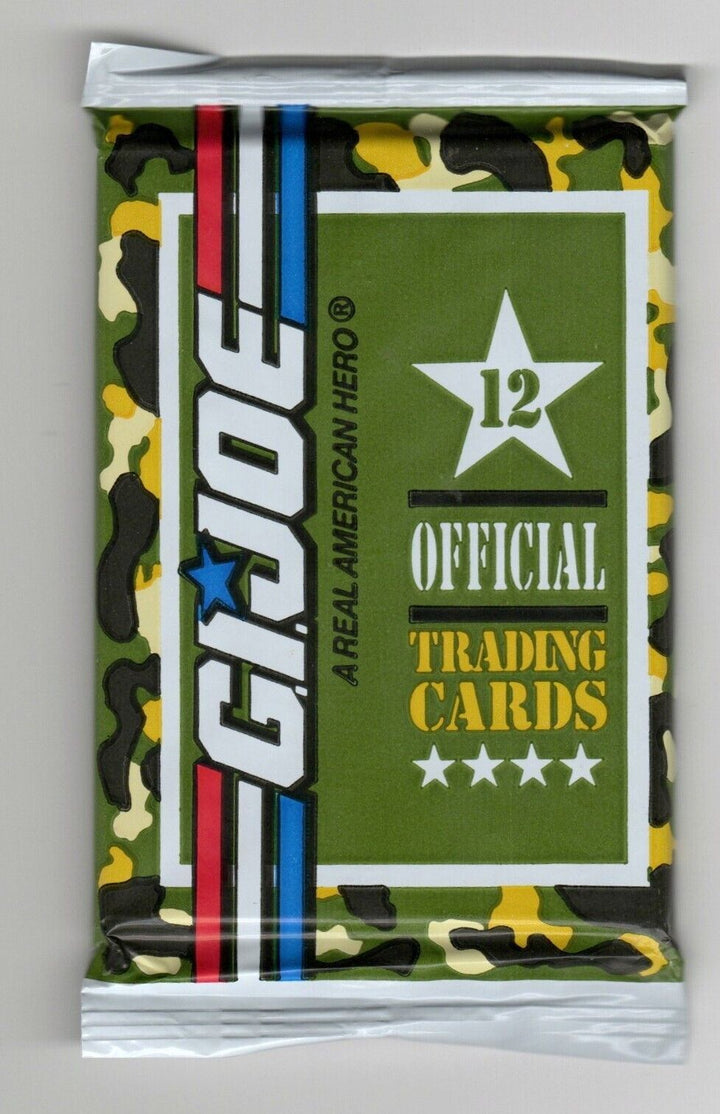 G.I.JOE
A REAL AMERICAN HERO®
12
OFFICIAL
TRADING
CARDS